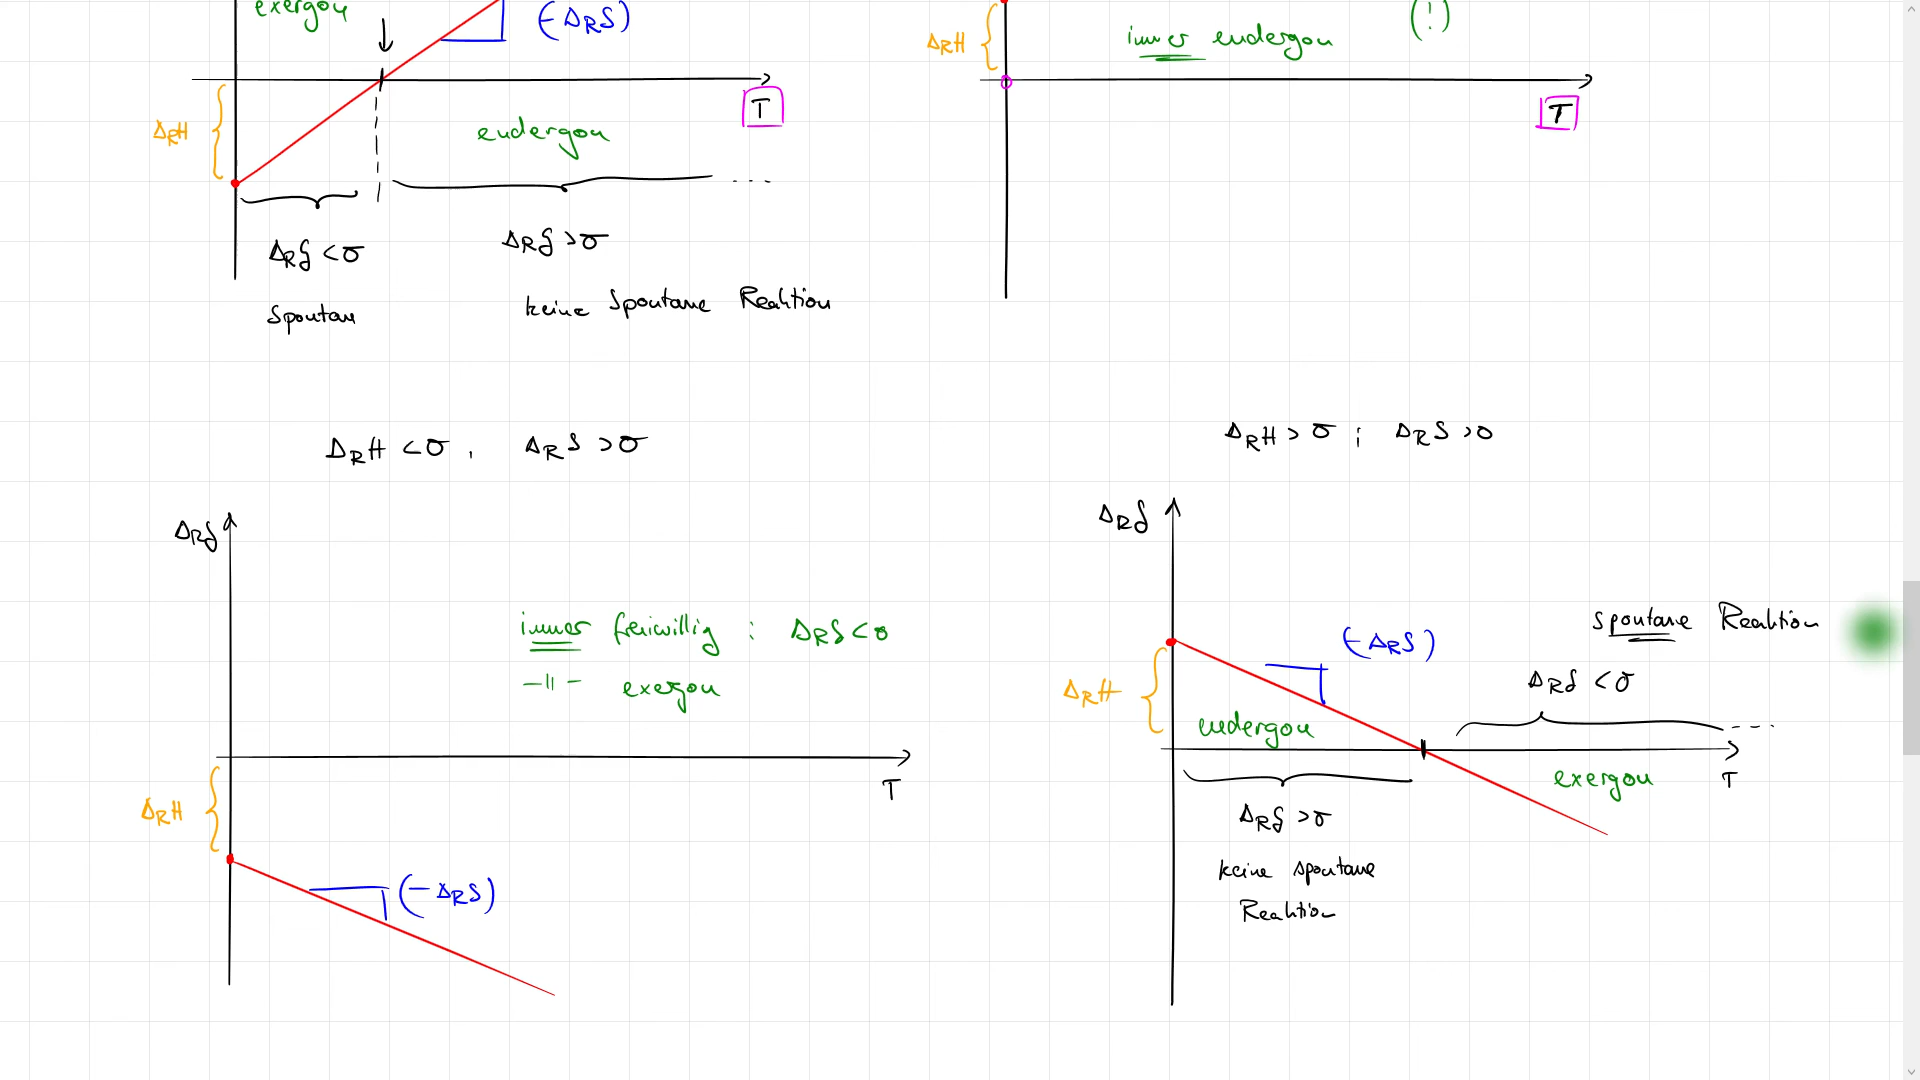 exergon
(-ΔRS)
ΔRH
immer endergon
(!)
ΔRH
T
endergon
T
ΔRG < 0
ΔRG > 0
spontan
keine spontane Reaktion
ΔRH < 0 , ΔRS > 0
ΔRH > 0 ; ΔRS > 0
ΔRG
immer freiwillig : ΔRG < 0
-"- exergon
ΔRH
T
(-ΔRS)
ΔRG
(-ΔRS)
spontane Reaktion
ΔRG < 0
ΔRH
endergon
exergon
T
ΔRG > 0
keine spontane
Reaktion